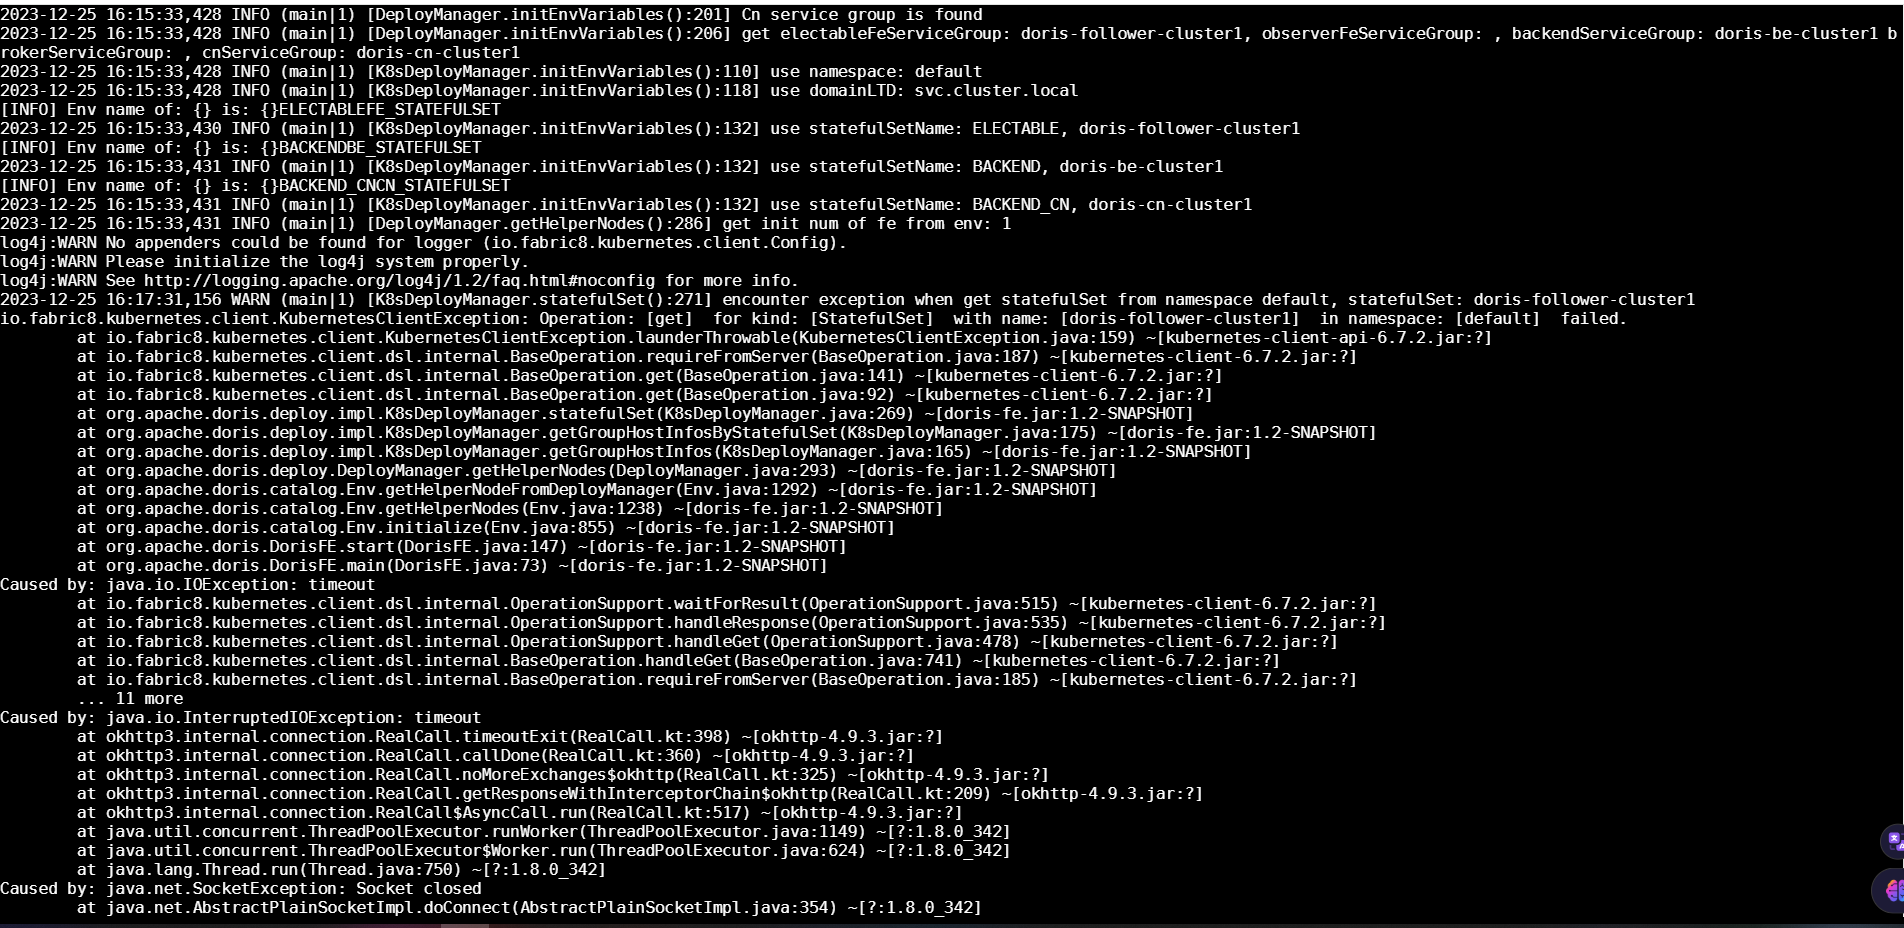 2023-12-25 16:15:33,428 INFO (main|1) [DeployManager.initEnvVariables():201] Cn service group is found
2023-12-25 16:15:33,428 INFO (main|1) [DeployManager.initEnvVariables():206] get electableFeServiceGroup: doris-follower-cluster1, observerFeServiceGroup: , backendServiceGroup: doris-be-cluster1 b
rokerServiceGroup: , cnServiceGroup: doris-cn-cluster1
2023-12-25 16:15:33,428 INFO (main|1) [K8sDeployManager.initEnvVariables():110] use namespace: default
2023-12-25 16:15:33,428 INFO (main|1) [K8sDeployManager.initEnvVariables():118] use domainLTD: svc.cluster.local
[INFO] Env name of: {} is: {}ELECTABLEFE_STATEFULSET
2023-12-25 16:15:33,430 INFO (main|1) [K8sDeployManager.initEnvVariables():132] use statefulSetName: ELECTABLE, doris-follower-cluster1
[INFO] Env name of: {} is: {}BACKENDBE_STATEFULSET
2023-12-25 16:15:33,431 INFO (main|1) [K8sDeployManager.initEnvVariables():132] use statefulSetName: BACKEND, doris-be-cluster1
[INFO] Env name of: {} is: {}BACKEND_CNCN_STATEFULSET
2023-12-25 16:15:33,431 INFO (main|1) [K8sDeployManager.initEnvVariables():132] use statefulSetName: BACKEND_CN, doris-cn-cluster1
2023-12-25 16:15:33,431 INFO (main|1) [DeployManager.getHelperNodes():286] get init num of fe from env: 1
log4j:WARN No appenders could be found for logger (io.fabric8.kubernetes.client.Config).
log4j:WARN Please initialize the log4j system properly.
log4j:WARN See http://logging.apache.org/log4j/1.2/faq.html#noconfig for more info.
2023-12-25 16:17:31,156 WARN (main|1) [K8sDeployManager.statefulSet():271] encounter exception when get statefulSet from namespace default, statefulSet: doris-follower-cluster1
io.fabric8.kubernetes.client.KubernetesClientException: Operation: [get]  for kind: [StatefulSet]  with name: [doris-follower-cluster1]  in namespace: [default]  failed.
        at io.fabric8.kubernetes.client.KubernetesClientException.launderThrowable(KubernetesClientException.java:159) ~[kubernetes-client-api-6.7.2.jar:?]
        at io.fabric8.kubernetes.client.dsl.internal.BaseOperation.requireFromServer(BaseOperation.java:187) ~[kubernetes-client-6.7.2.jar:?]
        at io.fabric8.kubernetes.client.dsl.internal.BaseOperation.get(BaseOperation.java:141) ~[kubernetes-client-6.7.2.jar:?]
        at io.fabric8.kubernetes.client.dsl.internal.BaseOperation.get(BaseOperation.java:92) ~[kubernetes-client-6.7.2.jar:?]
        at org.apache.doris.deploy.impl.K8sDeployManager.statefulSet(K8sDeployManager.java:269) ~[doris-fe.jar:1.2-SNAPSHOT]
        at org.apache.doris.deploy.impl.K8sDeployManager.getGroupHostInfosByStatefulSet(K8sDeployManager.java:175) ~[doris-fe.jar:1.2-SNAPSHOT]
        at org.apache.doris.deploy.impl.K8sDeployManager.getGroupHostInfos(K8sDeployManager.java:165) ~[doris-fe.jar:1.2-SNAPSHOT]
        at org.apache.doris.deploy.DeployManager.getHelperNodes(DeployManager.java:293) ~[doris-fe.jar:1.2-SNAPSHOT]
        at org.apache.doris.catalog.Env.getHelperNodeFromDeployManager(Env.java:1292) ~[doris-fe.jar:1.2-SNAPSHOT]
        at org.apache.doris.catalog.Env.getHelperNodes(Env.java:1238) ~[doris-fe.jar:1.2-SNAPSHOT]
        at org.apache.doris.catalog.Env.initialize(Env.java:855) ~[doris-fe.jar:1.2-SNAPSHOT]
        at org.apache.doris.DorisFE.start(DorisFE.java:147) ~[doris-fe.jar:1.2-SNAPSHOT]
        at org.apache.doris.DorisFE.main(DorisFE.java:73) ~[doris-fe.jar:1.2-SNAPSHOT]
Caused by: java.io.IOException: timeout
        at io.fabric8.kubernetes.client.dsl.internal.OperationSupport.waitForResult(OperationSupport.java:515) ~[kubernetes-client-6.7.2.jar:?]
        at io.fabric8.kubernetes.client.dsl.internal.OperationSupport.handleResponse(OperationSupport.java:535) ~[kubernetes-client-6.7.2.jar:?]
        at io.fabric8.kubernetes.client.dsl.internal.OperationSupport.handleGet(OperationSupport.java:478) ~[kubernetes-client-6.7.2.jar:?]
        at io.fabric8.kubernetes.client.dsl.internal.BaseOperation.handleGet(BaseOperation.java:741) ~[kubernetes-client-6.7.2.jar:?]
        at io.fabric8.kubernetes.client.dsl.internal.BaseOperation.requireFromServer(BaseOperation.java:185) ~[kubernetes-client-6.7.2.jar:?]
        ... 11 more
Caused by: java.io.InterruptedIOException: timeout
        at okhttp3.internal.connection.RealCall.timeoutExit(RealCall.kt:398) ~[okhttp-4.9.3.jar:?]
        at okhttp3.internal.connection.RealCall.callDone(RealCall.kt:360) ~[okhttp-4.9.3.jar:?]
        at okhttp3.internal.connection.RealCall.noMoreExchanges$okhttp(RealCall.kt:325) ~[okhttp-4.9.3.jar:?]
        at okhttp3.internal.connection.RealCall.getResponseWithInterceptorChain$okhttp(RealCall.kt:209) ~[okhttp-4.9.3.jar:?]
        at okhttp3.internal.connection.RealCall$AsyncCall.run(RealCall.kt:517) ~[okhttp-4.9.3.jar:?]
        at java.util.concurrent.ThreadPoolExecutor.runWorker(ThreadPoolExecutor.java:1149) ~[?:1.8.0_342]
        at java.util.concurrent.ThreadPoolExecutor$Worker.run(ThreadPoolExecutor.java:624) ~[?:1.8.0_342]
        at java.lang.Thread.run(Thread.java:750) ~[?:1.8.0_342]
Caused by: java.net.SocketException: Socket closed
        at java.net.AbstractPlainSocketImpl.doConnect(AbstractPlainSocketImpl.java:354) ~[?:1.8.0_342]